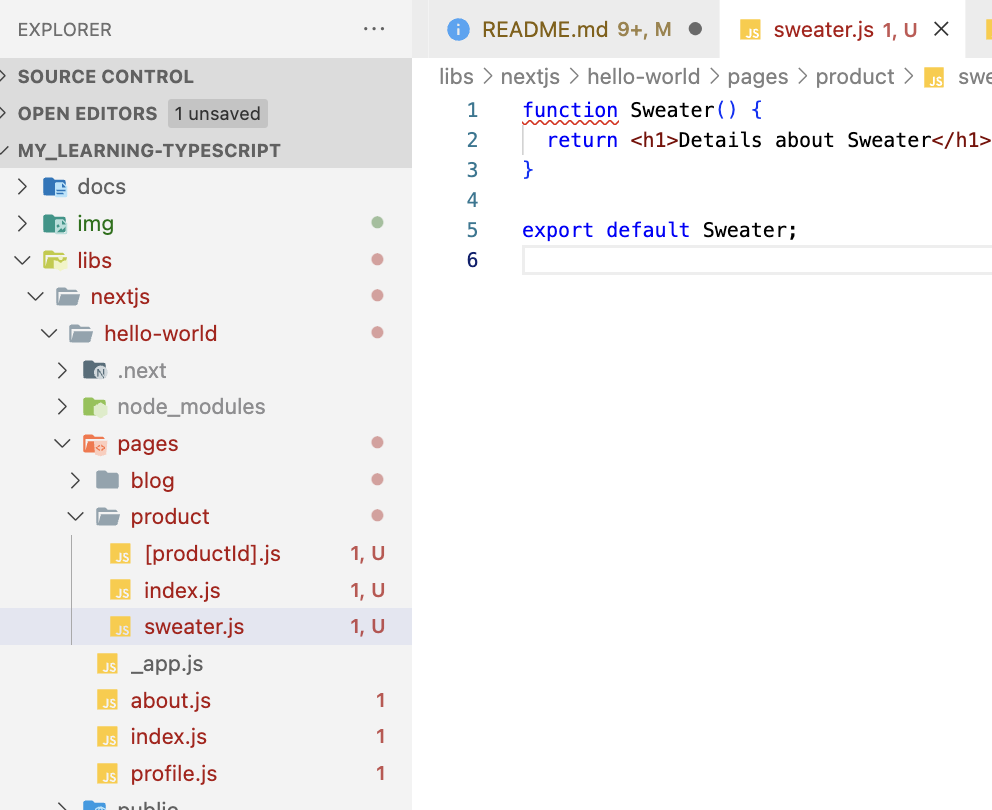 EXPLORER ...
README.md 9+, M
JS sweater.js 1, U
SOURCE CONTROL
OPEN EDITORS 1 unsaved
MY_LEARNING-TYPESCRIPT
docs
img
libs
nextjs
hello-world
N .next
node_modules
pages
blog
product
JS [productId].js 1, U
JS index.js 1, U
JS sweater.js 1, U
JS _app.js
JS about.js 1
JS index.js 1
JS profile.js 1
public
libs > nextjs > hello-world > pages > product > JS swe
1 function Sweater() {
2 return <h1>Details about Sweater</h1>
3 }
4
5 export default Sweater;
6